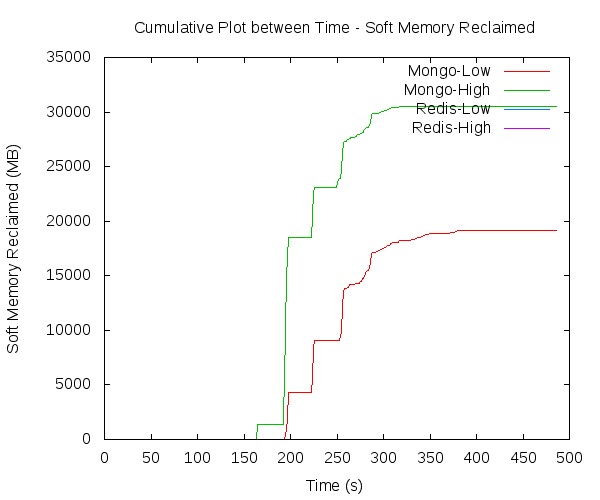 Cumulative Plot between Time - Soft Memory Reclaimed
Soft Memory Reclaimed (MB)
35000
30000
25000
20000
15000
10000
5000
0
Mongo-Low
Mongo-High
Redis-Low
Redis-High
0 50 100 150 200 250 300 350 400 450 500
Time (s)